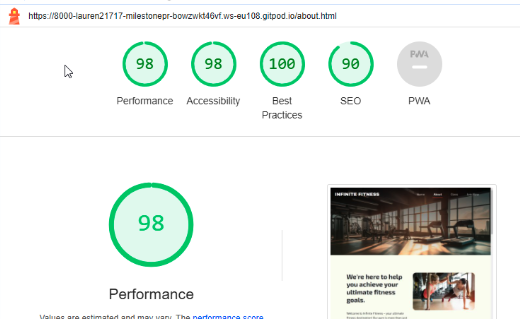 https://8000-lauren21717-milestonepr-bowzwkt46vf.ws-eu108.gitpod.io/about.html
98
98
100
90
PWA
Performance
Accessibility
Best
Practices
SEO
PWA
98
Performance
Values are estimated and may vary. The performance score
INFINITE FITNESS
We're here to help
you achieve your
ultimate fitness
goals.